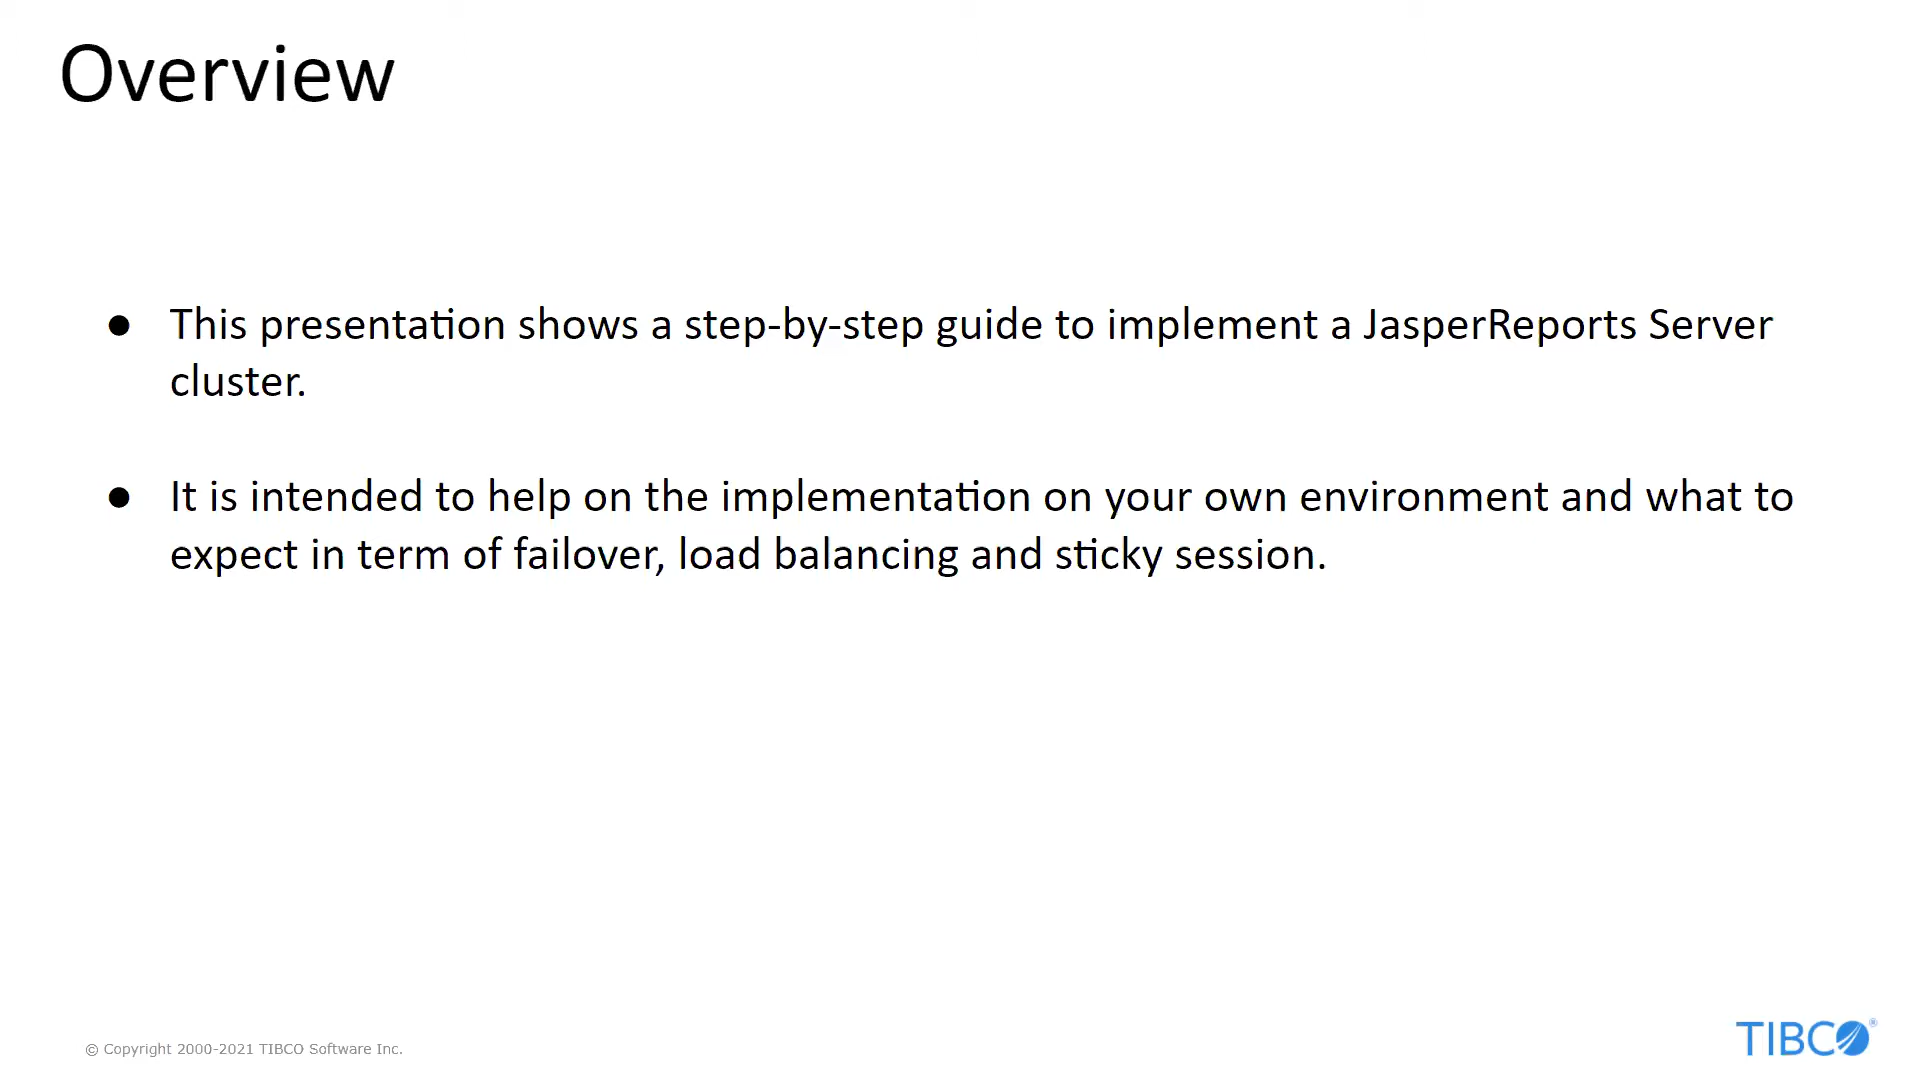 Overview
● This presentation shows a step-by-step guide to implement a JasperReports Server
cluster.
● It is intended to help on the implementation on your own environment and what to
expect in term of failover, load balancing and sticky session.
© Copyright 2000-2021 TIBCO Software Inc.
TIBCO®